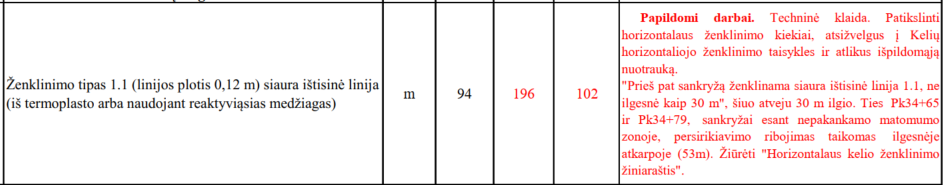 Ženklinimo tipas 1.1 (linijos plotis 0,12 m) siaura ištisinė linija
(iš termoplasto arba naudojant reaktyviąsias medžiagas)
m
94
196
102
Papildomi darbai. Techninė klaida. Patikslinti
horizontalaus ženklinimo kiekiai, atsižvelgus į Kelių
horizontaliojo ženklinimo taisykles ir atlikus išpildomąją
nuotrauką.
"Prieš pat sankryžą ženklinama siaura ištisinė linija 1.1, ne
ilgesnė kaip 30 m", šiuo atveju 30 m ilgio. Ties Pk34+65
ir Pk34+79, sankryžai esant nepakankamo matomumo
zonoje, persirikiavimo ribojimas taikomas ilgesnėje
atkarpoje (53m). Žiūrėti "Horizontalaus kelio ženklinimo
žiniaraštis".